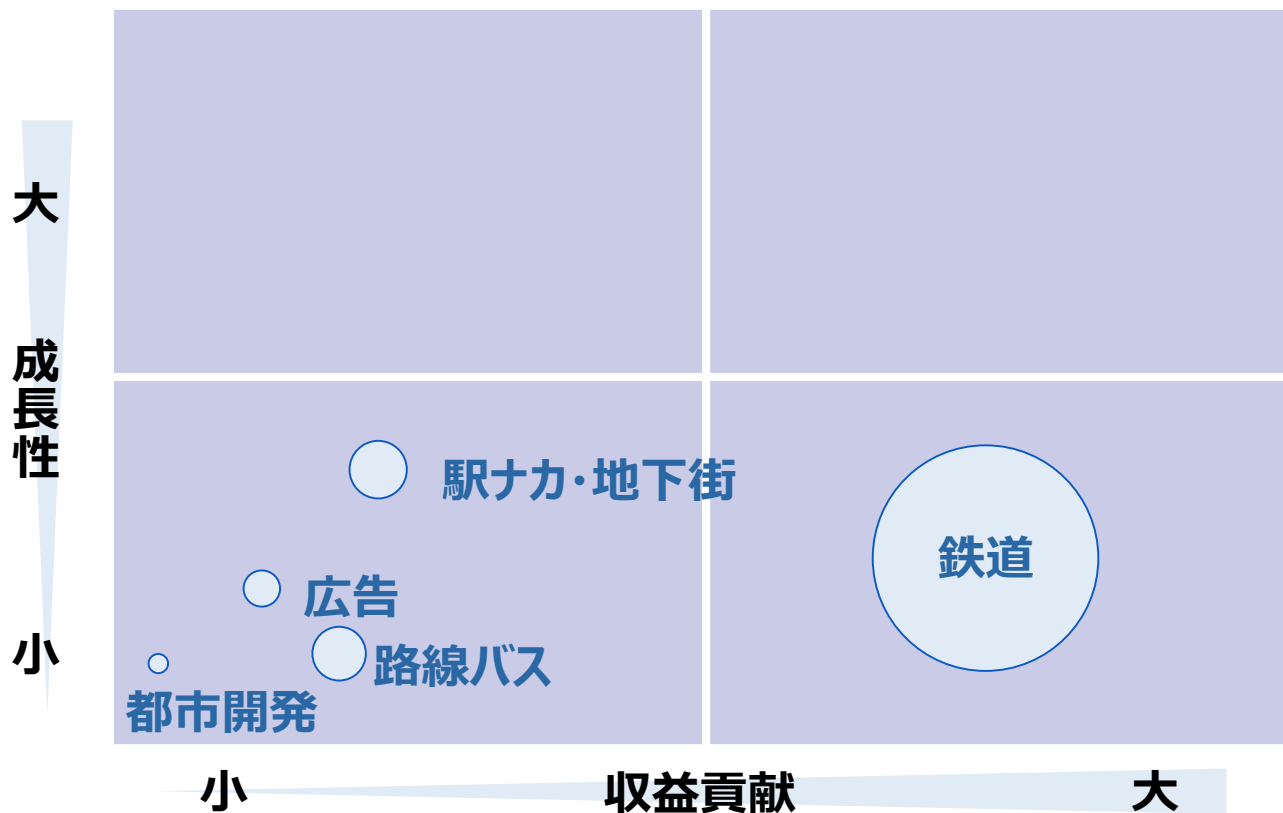 大
成長性
小
駅ナカ・地下街
鉄道
広告
路線バス
都市開発
小
収益貢献
大